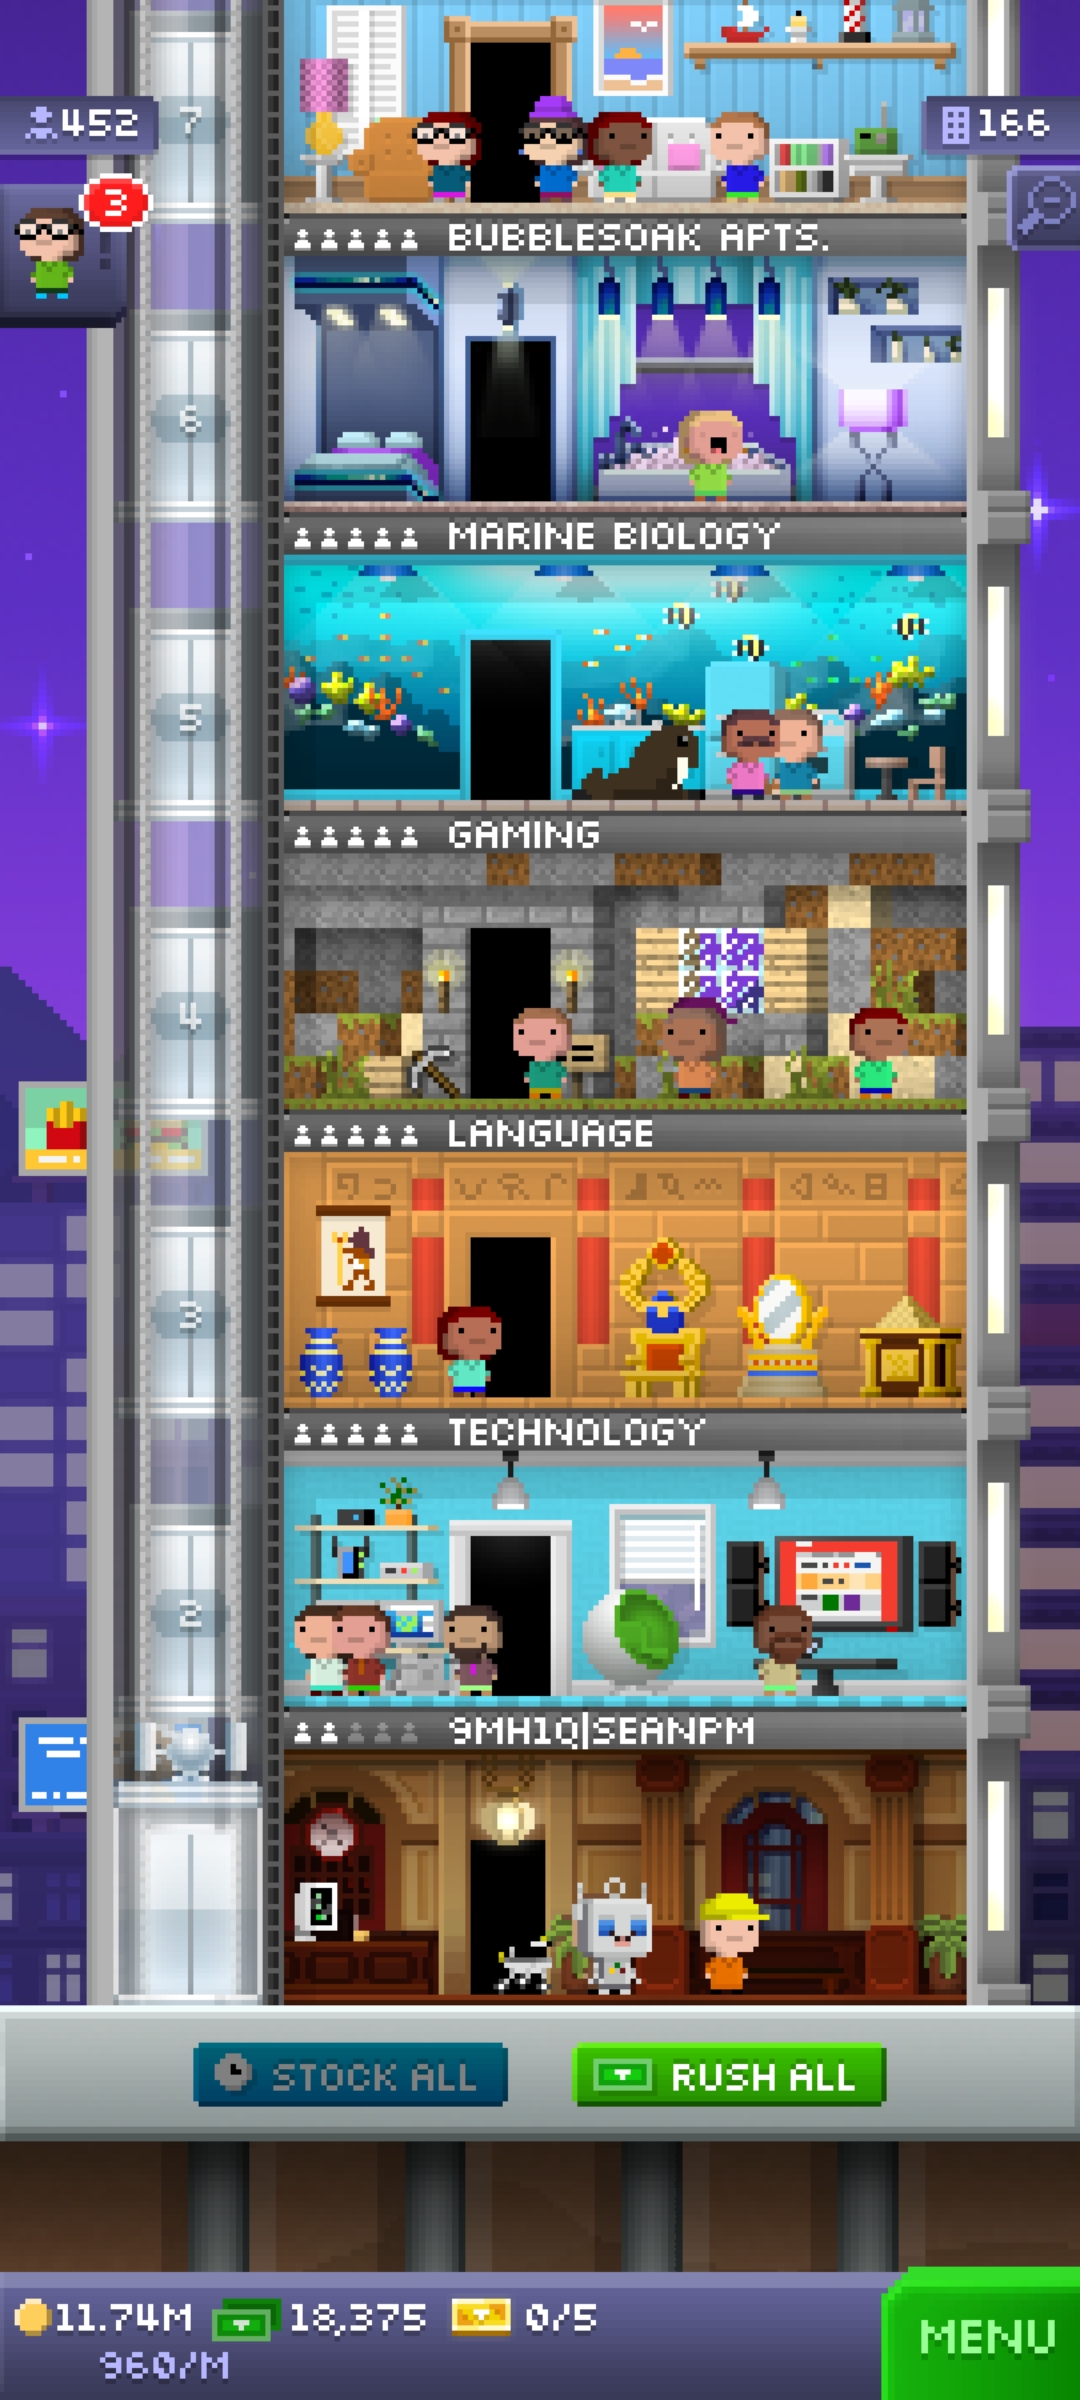 7
452
166
3
BUBBLESOAK APTS.
6
MARINE BIOLOGY
5
GAMING
4
LANGUAGE
3
TECHNOLOGY
2
9MH1Q|SEANPM
STOCK ALL
RUSH ALL
11.74M
18,375
0/5
960/M
MENU